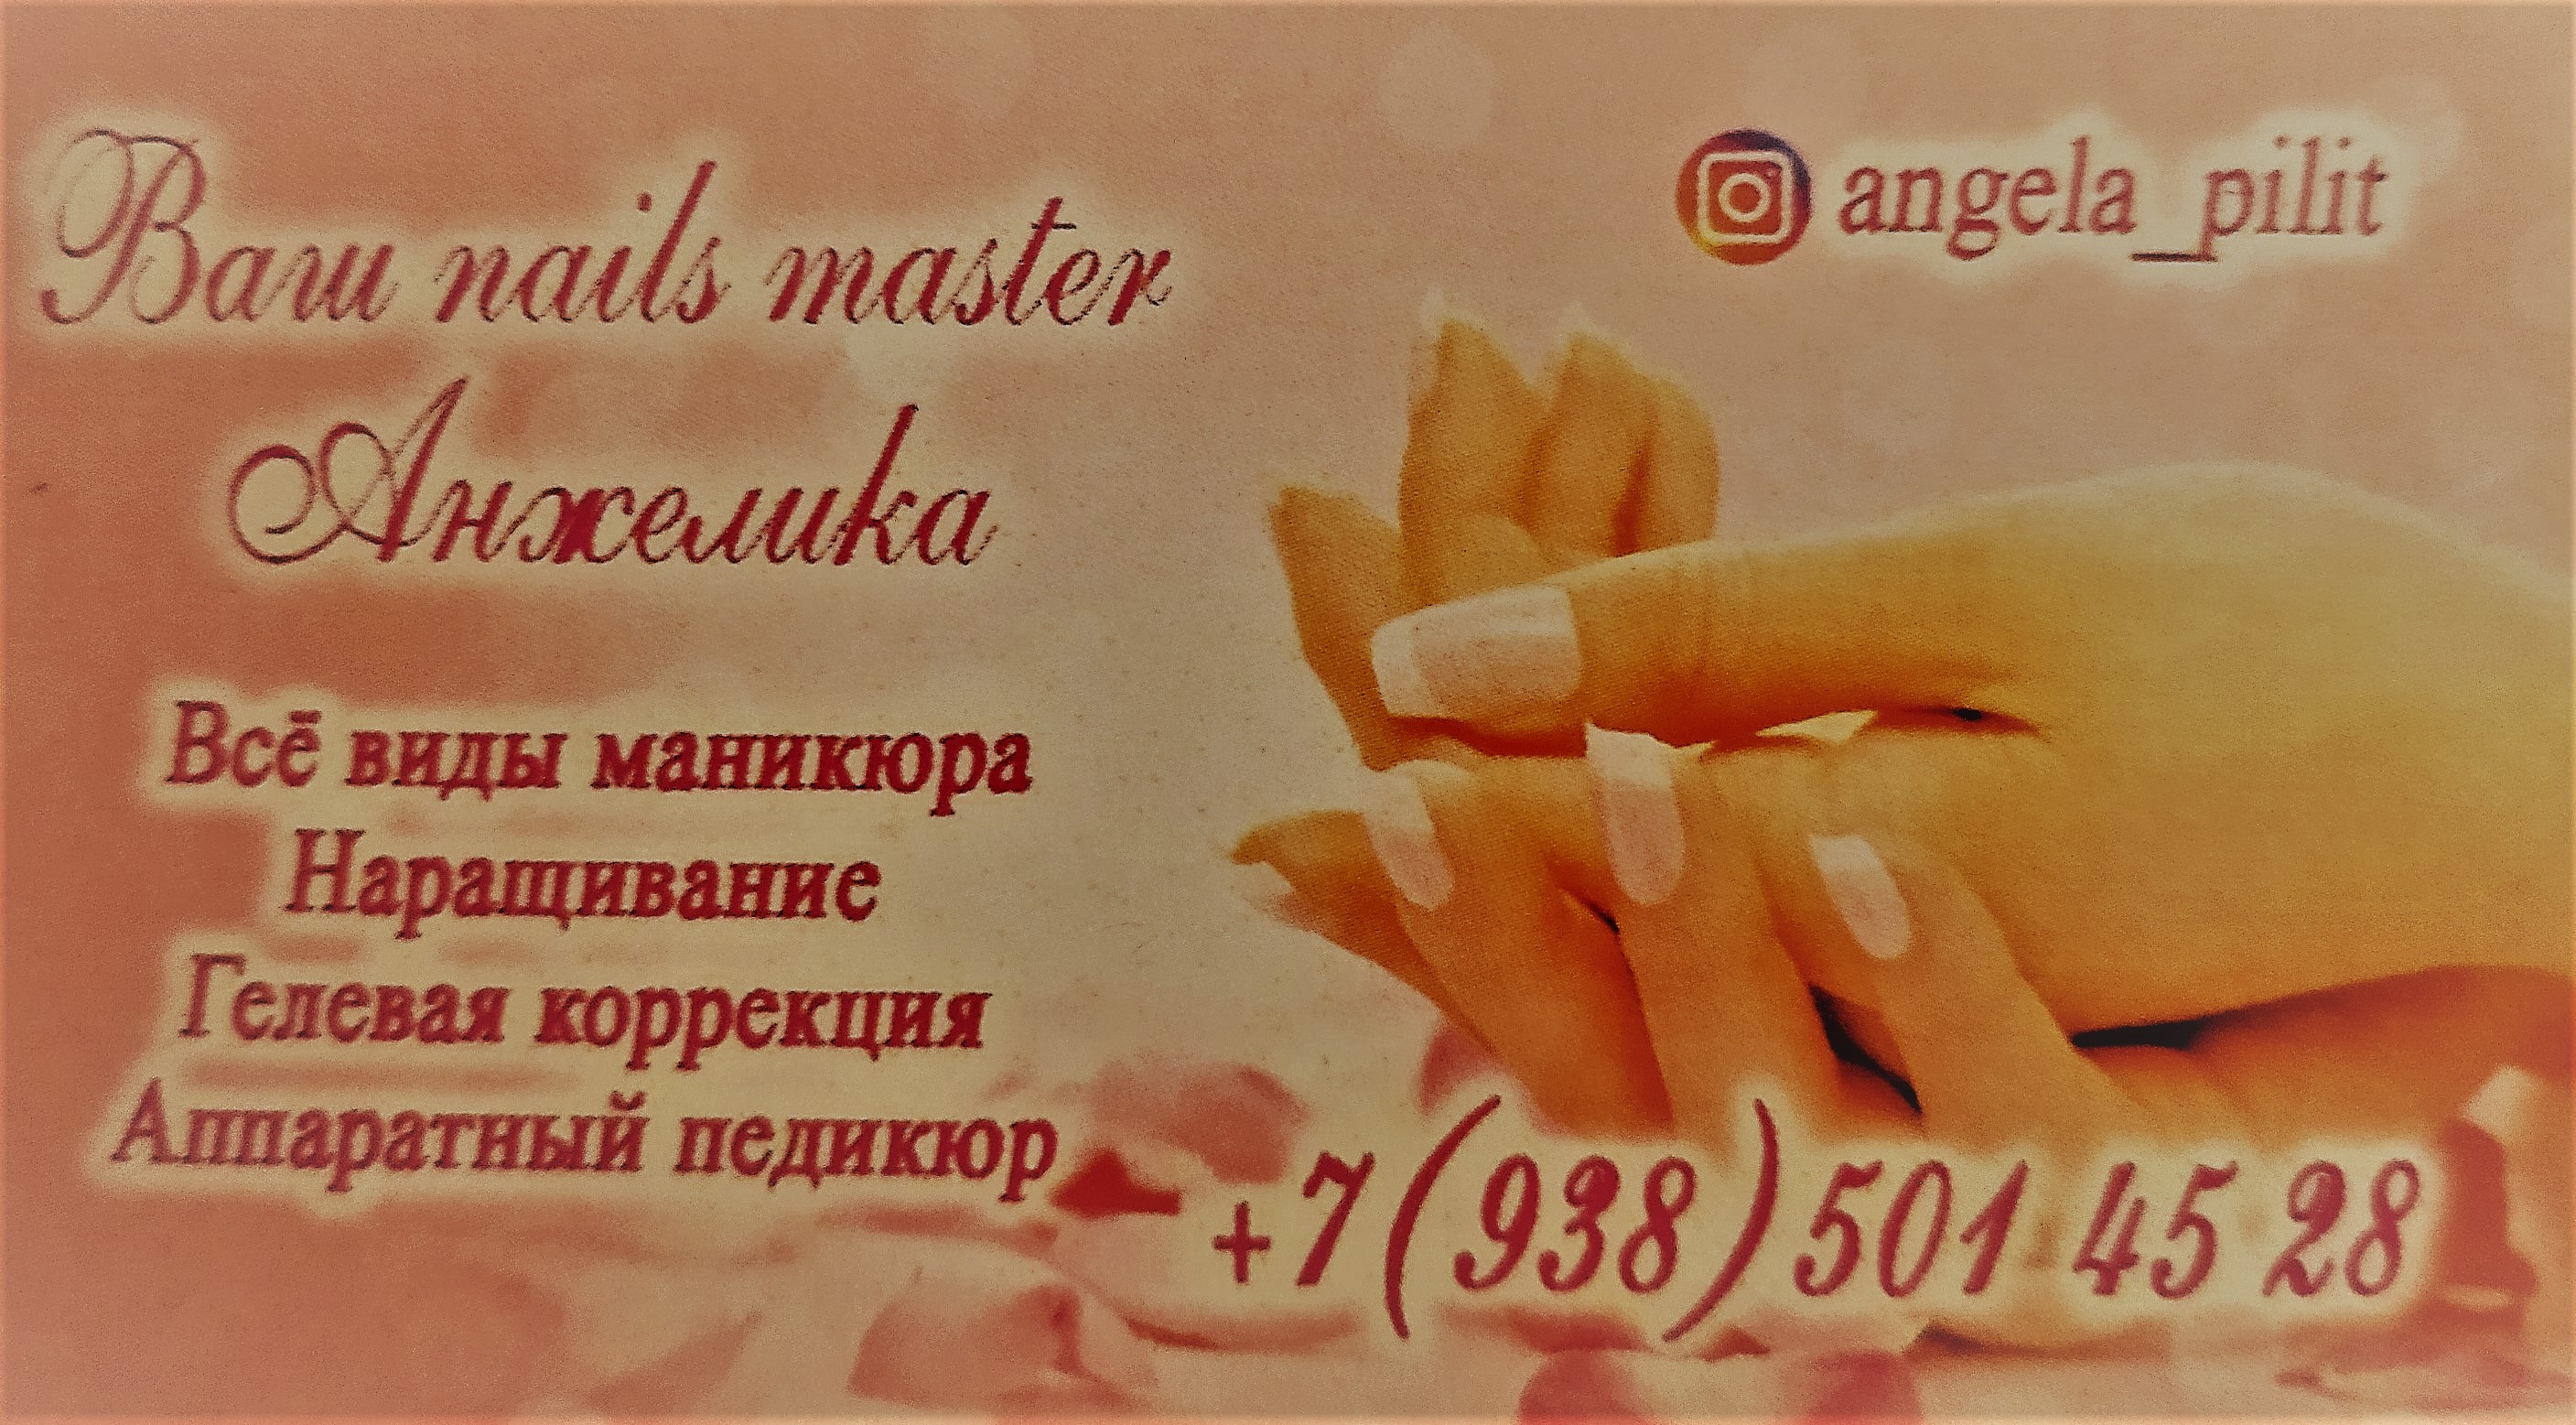 Ваш nails master
Анжелика
angela_pilit
Всё виды маникюра
Наращивание
Гелевая коррекция
Аппаратный педикюр
+7(938)501 45 28